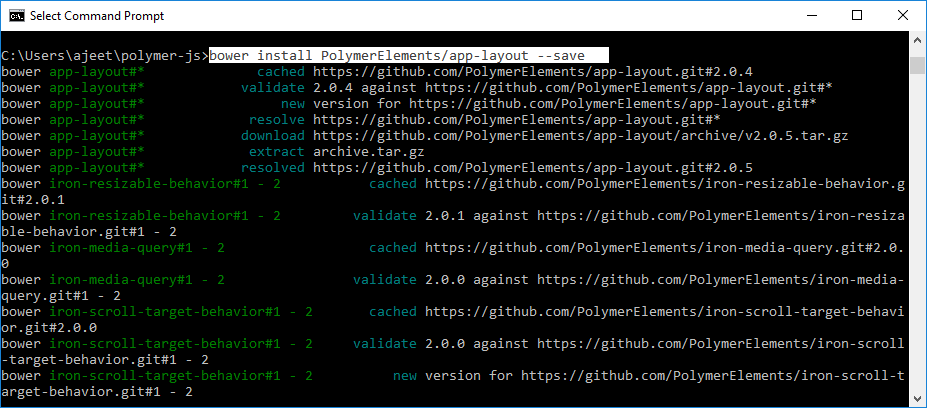 Select Command Prompt
C:\Users\ajeet\polymer-js>bower install PolymerElements/app-layout --save
bower app-layout#* cached https://github.com/PolymerElements/app-layout.git#2.0.4
bower app-layout#* validate 2.0.4 against https://github.com/PolymerElements/app-layout.git#*
bower app-layout#* new version for https://github.com/PolymerElements/app-layout.git#*
bower app-layout#* resolve https://github.com/PolymerElements/app-layout.git#*
bower app-layout#* download https://github.com/PolymerElements/app-layout/archive/v2.0.5.tar.gz
bower app-layout#* extract archive.tar.gz
bower app-layout#* resolved https://github.com/PolymerElements/app-layout.git#2.0.5
bower iron-resizable-behavior#1 - 2 cached https://github.com/PolymerElements/iron-resizable-behavior.g
it#2.0.1
bower iron-resizable-behavior#1 - 2 validate 2.0.1 against https://github.com/PolymerElements/iron-resiza
ble-behavior.git#1 - 2
bower iron-media-query#1 - 2 cached https://github.com/PolymerElements/iron-media-query.git#2.0.
0
bower iron-media-query#1 - 2 validate 2.0.0 against https://github.com/PolymerElements/iron-media-
query.git#1 - 2
bower iron-scroll-target-behavior#1 - 2 cached https://github.com/PolymerElements/iron-scroll-target-behavi
or.git#2.0.0
bower iron-scroll-target-behavior#1 - 2 validate 2.0.0 against https://github.com/PolymerElements/iron-scroll
-target-behavior.git#1 - 2
bower iron-scroll-target-behavior#1 - 2 new version for https://github.com/PolymerElements/iron-scroll-t
arget-behavior.git#1 - 2